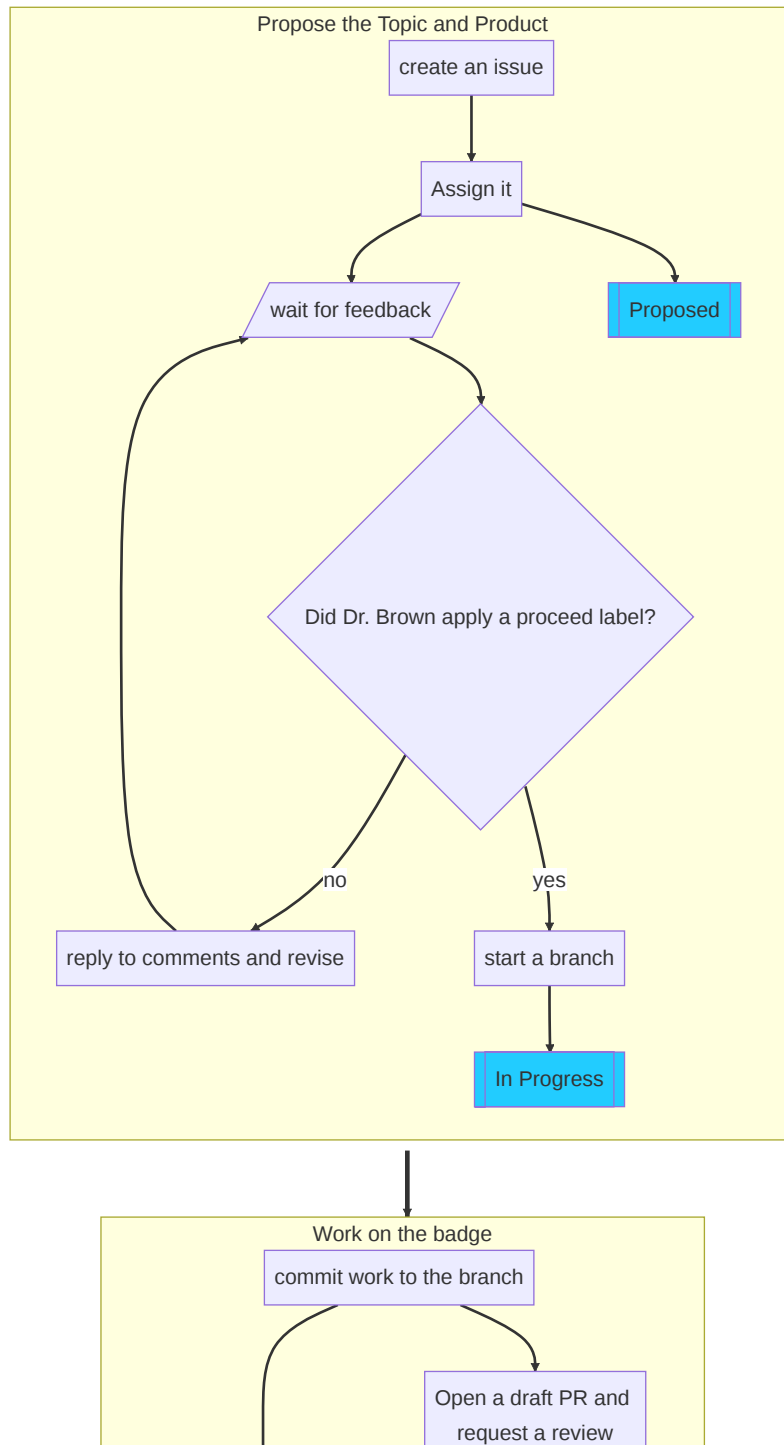 Propose the Topic and Product
create an issue
Assign it
wait for feedback
Proposed
Did Dr. Brown apply a proceed label?
no
yes
reply to comments and revise
start a branch
In Progress
Work on the badge
commit work to the branch
Open a draft PR and
request a review